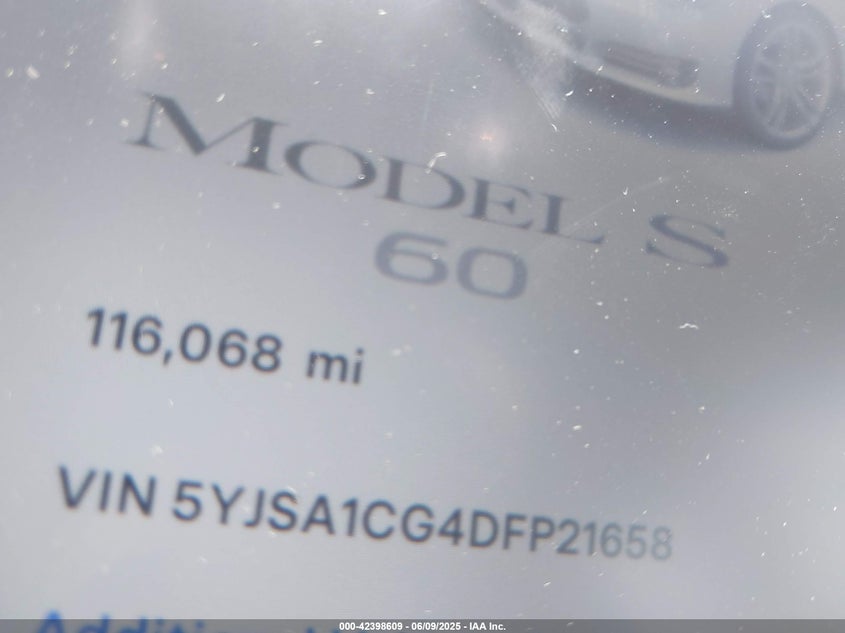 MODEL S
60
116,068 mi
VIN 5YJSA1CG4DFP21658
000-42398609 - 06/09/2025 - IAA Inc.